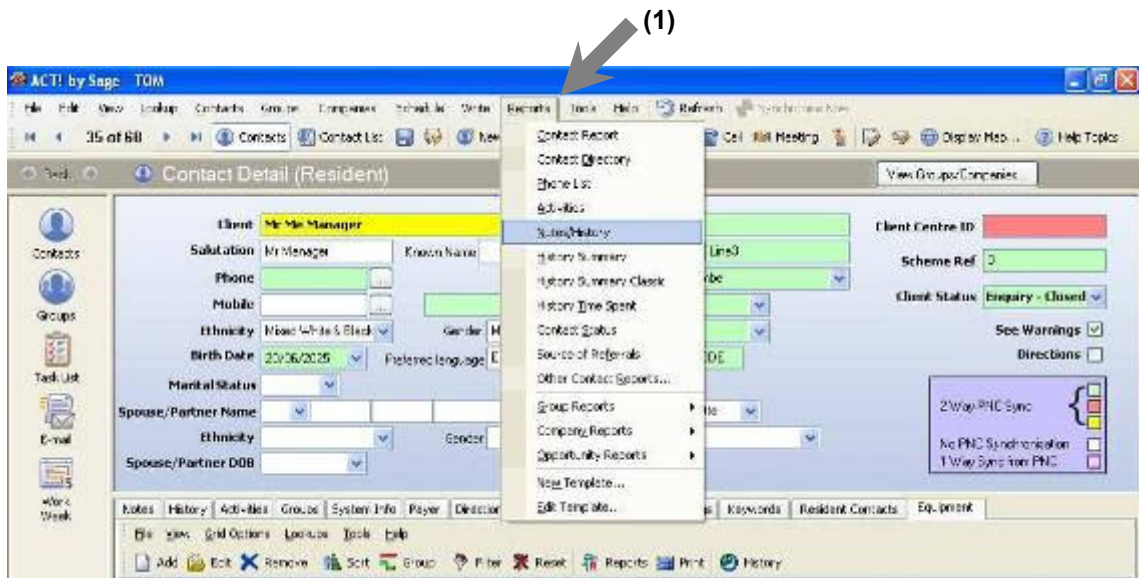 (1)
ACT! by Sage TOM
File Edit View Lookup Contacts Groups Companies Schedule Write Reports Tools Help Refresh Synchronize Now
35 of 68 Contacts Contact List New Call Meeting Display Map ... Help Topics
Back Contact Detail (Resident) View Groups/Companies
Contacts
Groups
Task List
E-mail
Work Week
Client Mr Me Manager
Salutation Mr Manager Known Name Line3
Phone
Mobile
Ethnicity Mixed White & Black Gender M
Birth Date 20/06/2025 Preferred language E
Marital Status
Spouse/Partner Name
Ethnicity Gender
Spouse/Partner DOB
Contact Report
Contact Directory
Phone List
Activities
Notes/History
History Summary
History Summary Classic
History Time Spent
Contact Status
Source of Referrals
Other Contact Reports...
Group Reports
Company Reports
Opportunity Reports
New Template...
Edit Template...
Client Centre ID
Scheme Ref 0
Client Status Enquiry - Closed
See Warnings
Directions
2 Way PNC Sync
No PNC Synchronisation
1 Way Sync from PNC
Notes History Activities Groups System Info Payer Direction Keywords Resident Contacts Equipment
File View Grid Options Lookups Tools Help
Add Edit Remove Sort Group Filter Reset Reports Print History